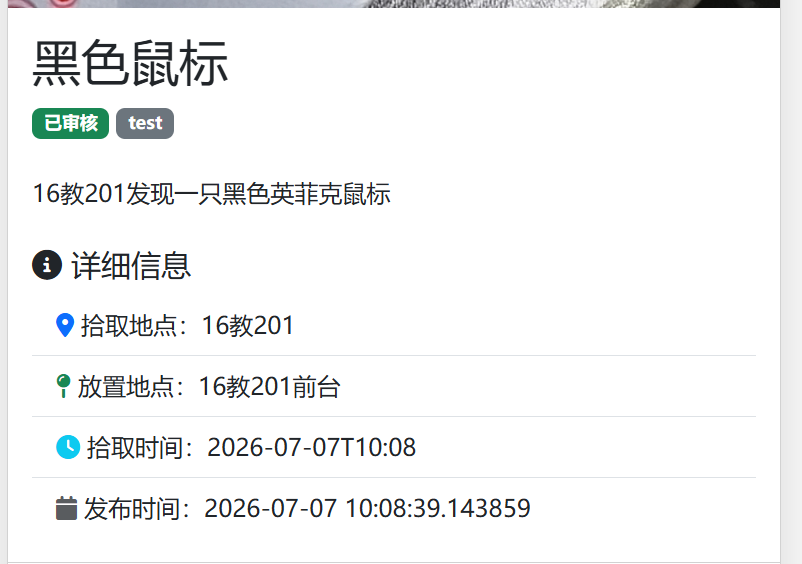 黑色鼠标
已审核 test
16教201发现一只黑色英菲克鼠标
详细信息
拾取地点：16教201
放置地点：16教201前台
拾取时间：2026-07-07T10:08
发布时间：2026-07-07 10:08:39.143859